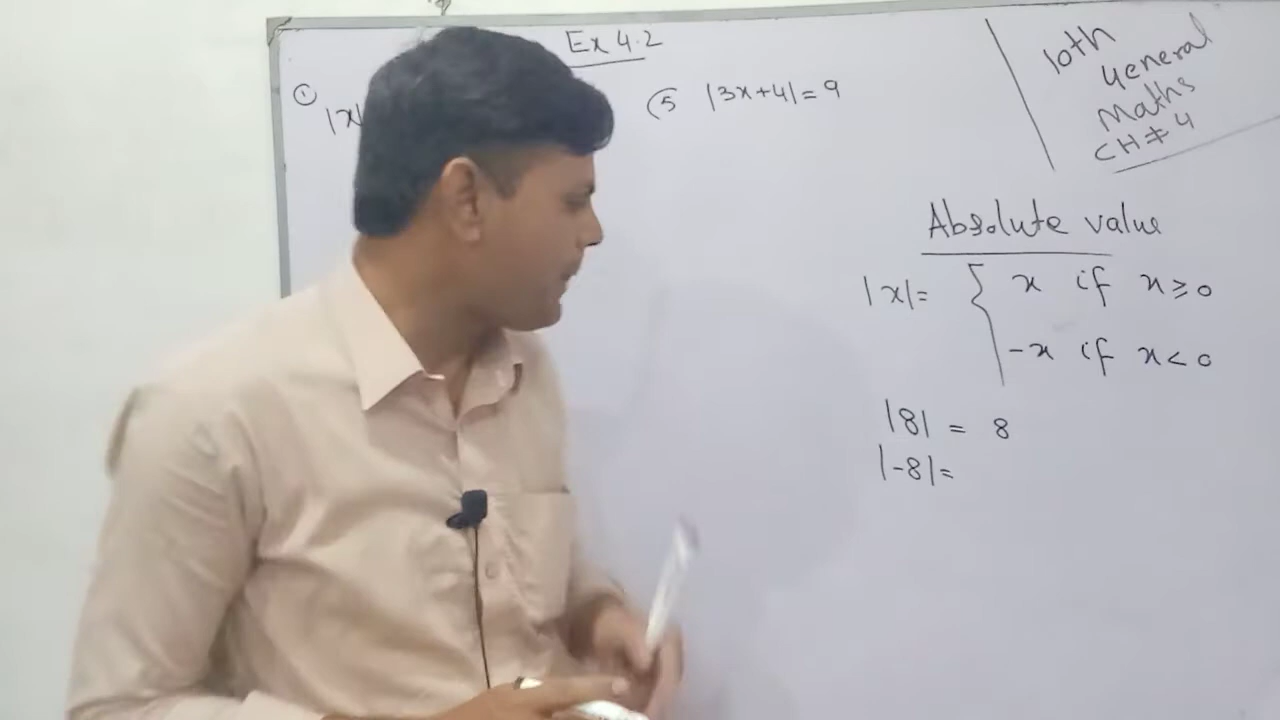 Ex 4.2
① |x|
(5 |3x+4|=9
10th
General
Maths
CH#4
Absolute value
|x|= { x if x≥0
-x if x<0
|8| = 8
|-8|=